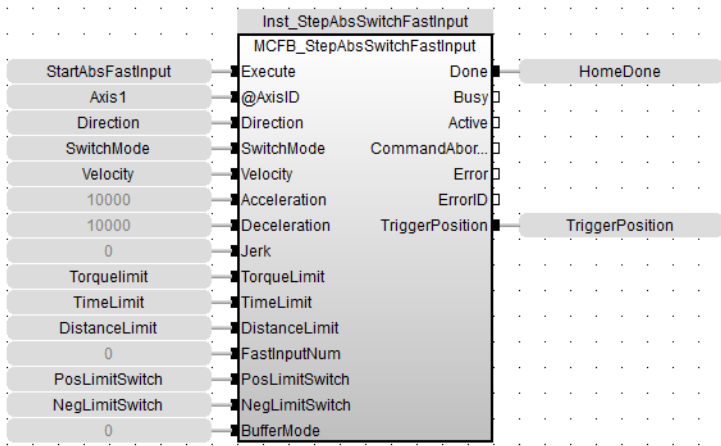 Inst_StepAbsSwitchFastInput
MCFB_StepAbsSwitchFastInput
StartAbsFastInput Execute Done HomeDone
Axis1 @AxisID Busy
Direction Direction Active
SwitchMode SwitchMode CommandAbor...
Velocity Velocity Error
10000 Acceleration ErrorID
10000 Deceleration TriggerPosition TriggerPosition
0 Jerk
Torquelimit TorqueLimit
TimeLimit TimeLimit
DistanceLimit DistanceLimit
0 FastInputNum
PosLimitSwitch PosLimitSwitch
NegLimitSwitch NegLimitSwitch
0 BufferMode